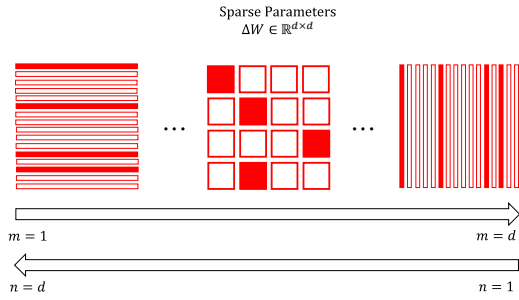 Sparse Parameters
Δ𝑊 ∈ ℝ^{𝑑×𝑑}
... ...
𝑚 = 1 𝑚 = 𝑑
𝑛 = 𝑑 𝑛 = 1